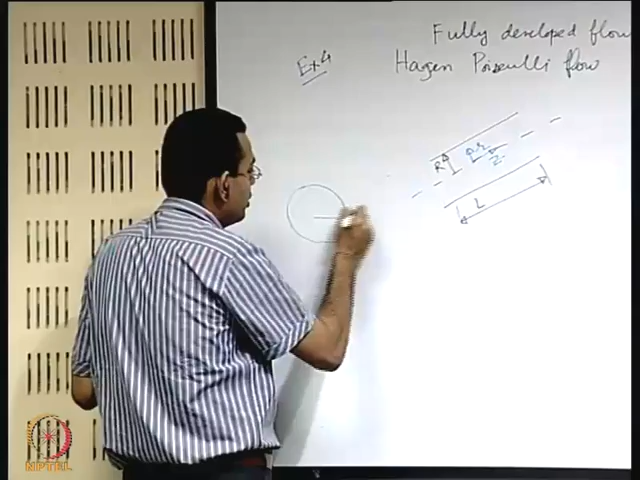 Fully developed flow
Ex4
Hagen Poiseulli flow
R
r
z
L
NPTEL